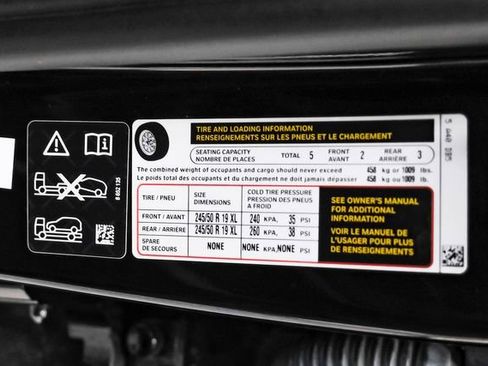 TIRE AND LOADING INFORMATION
RENSEIGNEMENTS SUR LES PNEUS ET LE CHARGEMENT
SEATING CAPACITY
NOMBRE DE PLACES
TOTAL 5
FRONT
AVANT 2
REAR
ARRIÈRE 3
The combined weight of occupants and cargo should never exceed 458 kg or 1009 lbs.
Le poids total des occupants et du chargement ne doit jamais dépasser 458 kg ou 1009 lb.
TIRE / PNEU
SIZE
DIMENSIONS
COLD TIRE PRESSURE
PRESSION DES PNEUS
A FROID
FRONT / AVANT 245/50 R 19 XL 240 KPA, 35 PSI
REAR / ARRIÈRE 245/50 R 19 XL 260 KPA, 38 PSI
SPARE
DE SECOURS
NONE NONE KPA, NONE PSI
SEE OWNER'S MANUAL
FOR ADDITIONAL
INFORMATION
VOIR LE MANUEL DE
L'USAGER POUR PLUS
DE RENSEIGNEMENTS